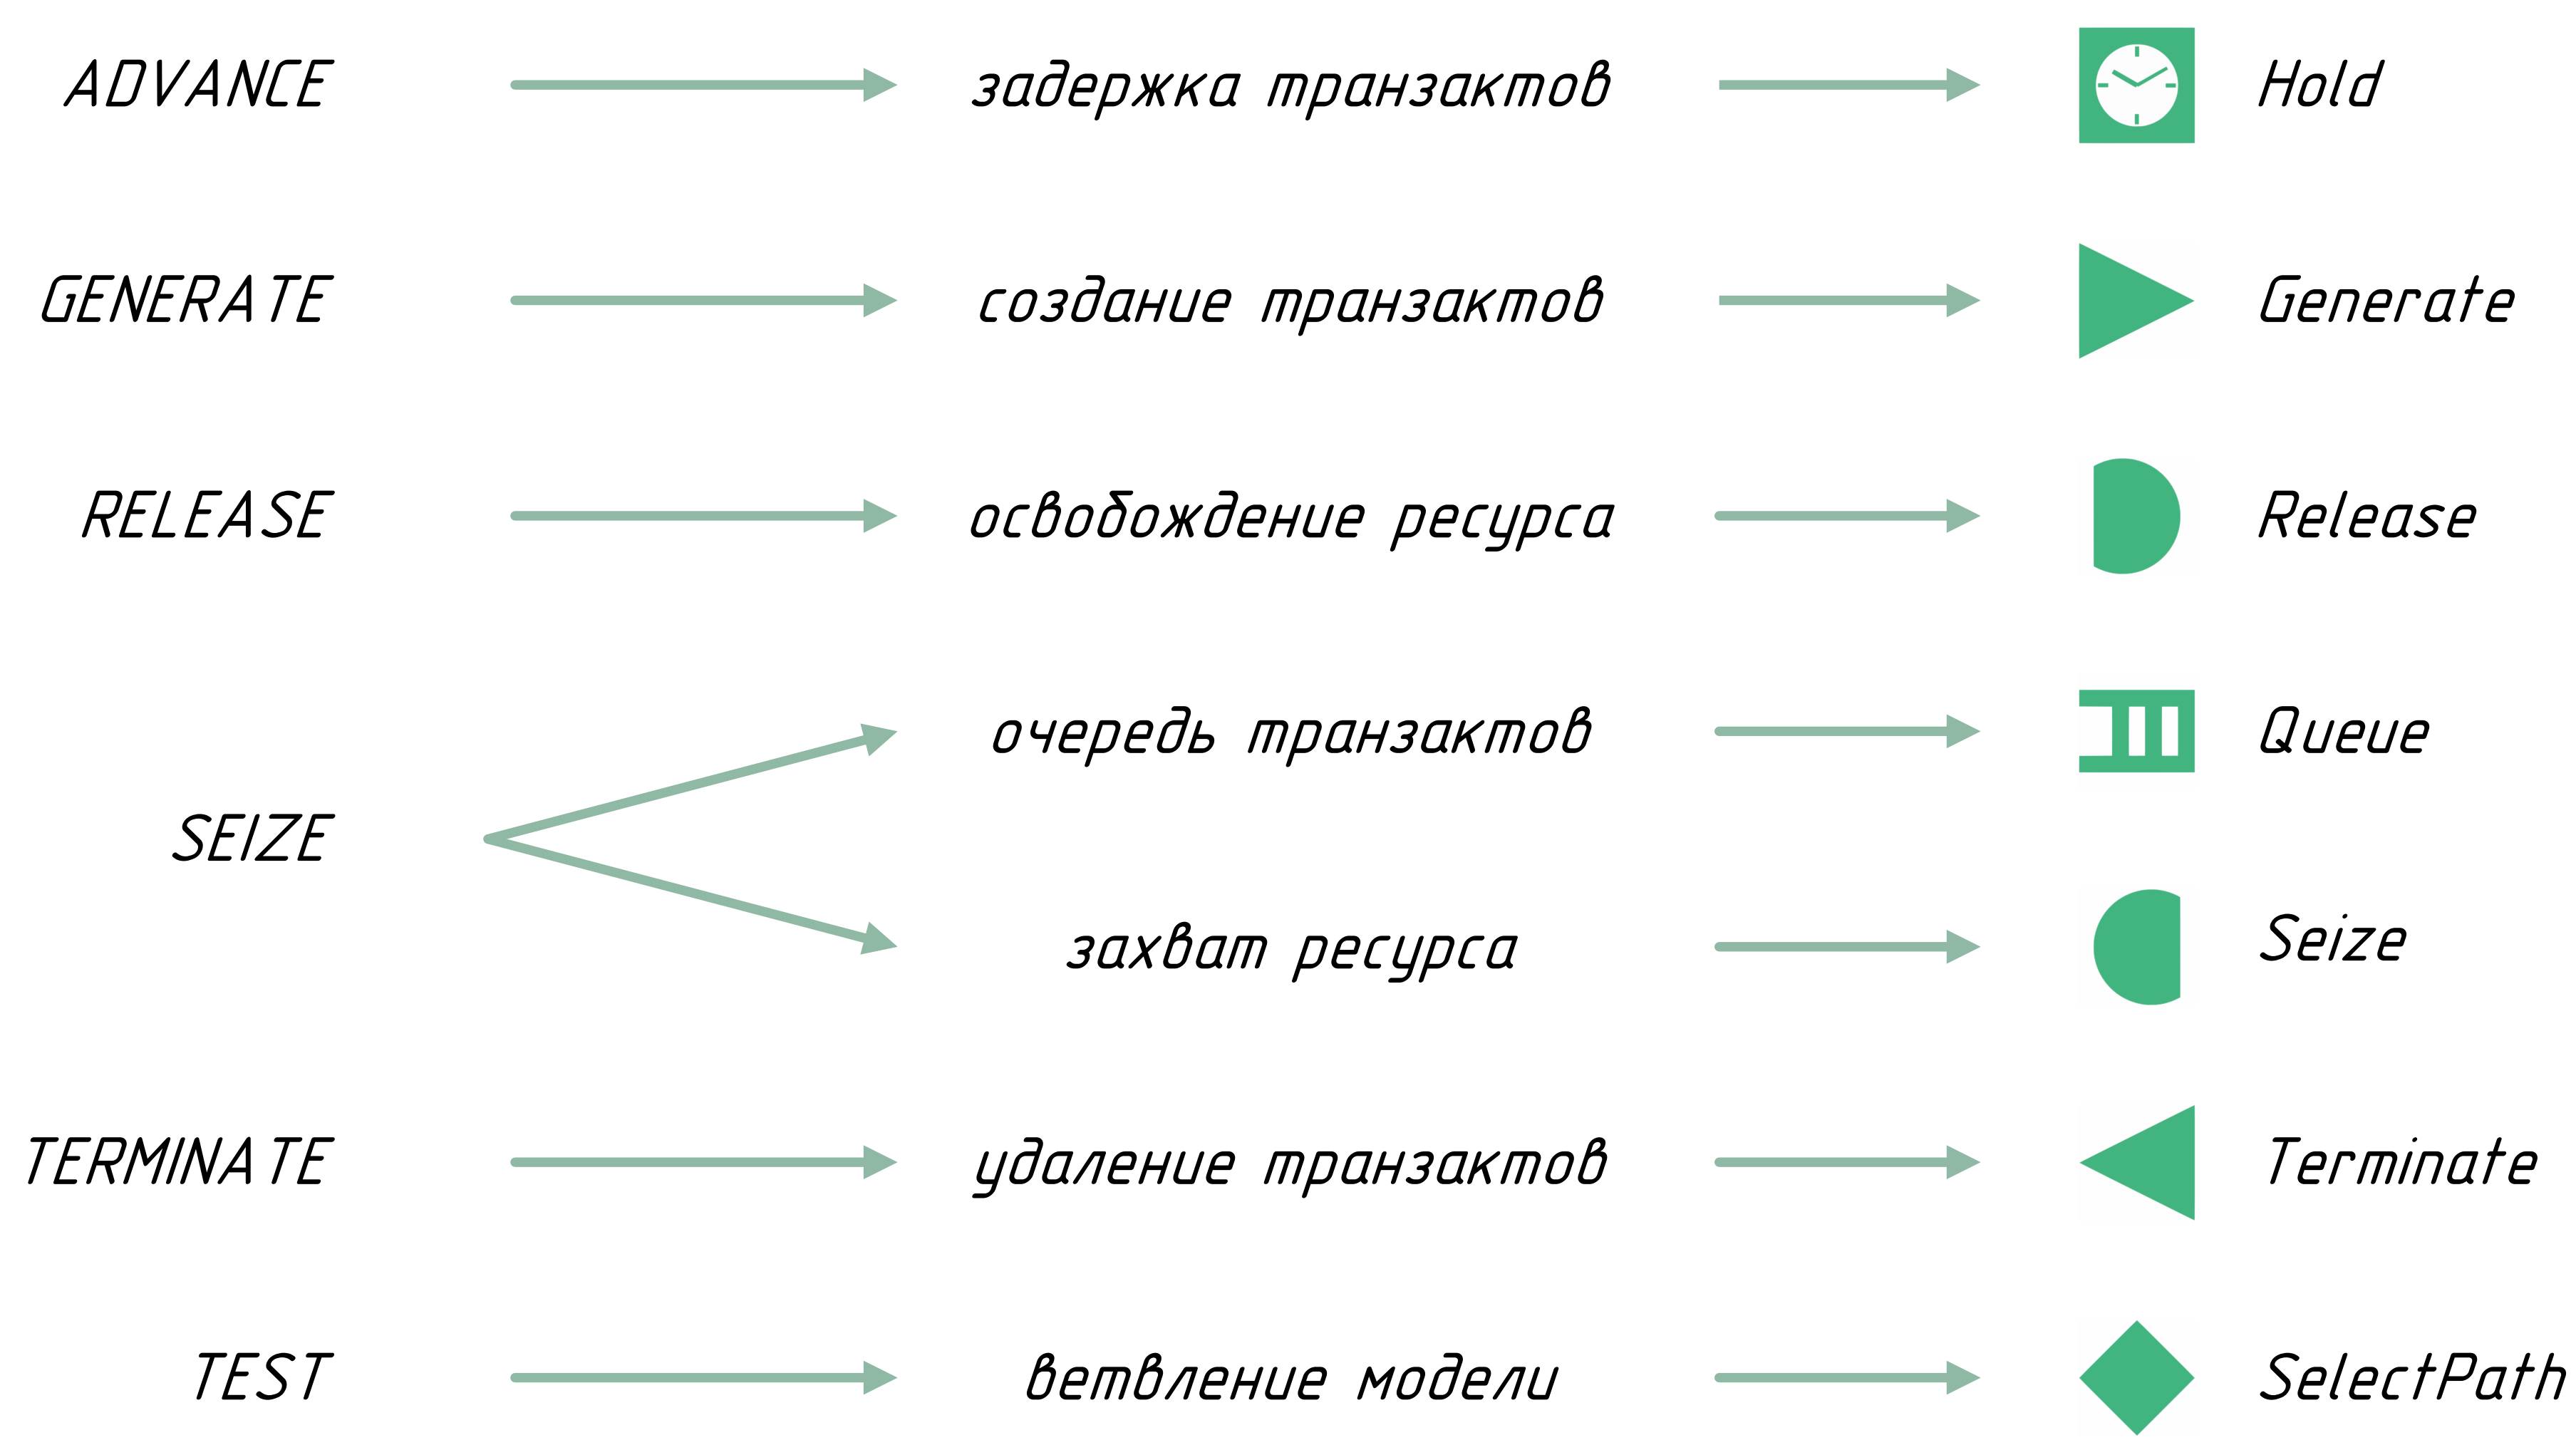 ADVANCE задержка транзактов Hold
GENERATE создание транзактов Generate
RELEASE освобождение ресурса Release
очередь транзактов Queue
SEIZE
захват ресурса Seize
TERMINATE удаление транзактов Terminate
TEST ветвление модели SelectPath